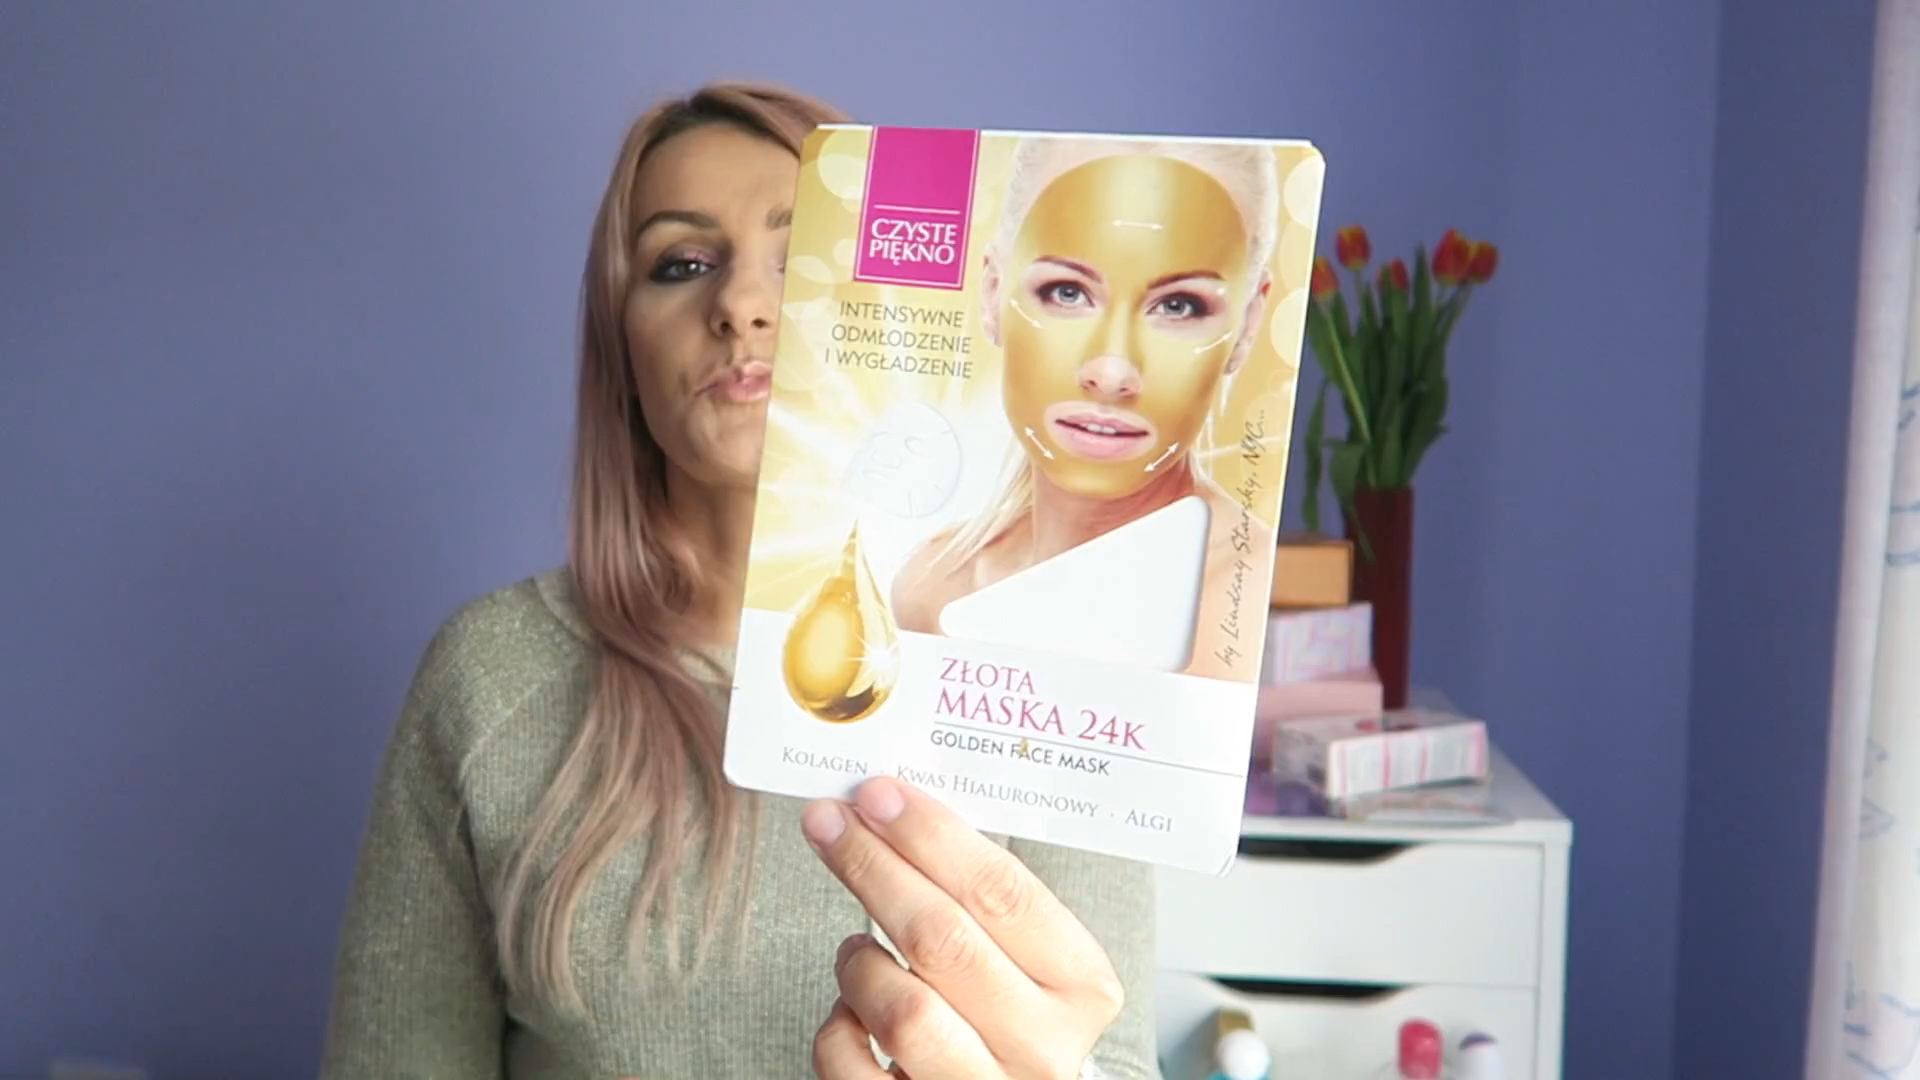 CZYSTE
PIĘKNO
INTENSYWNE
ODMŁODZENIE
I WYGŁADZENIE
by Lindsay Starsky, NYC...
ZŁOTA
MASKA 24K
GOLDEN FACE MASK
KOLAGEN · KWAS HIALURONOWY · ALGI